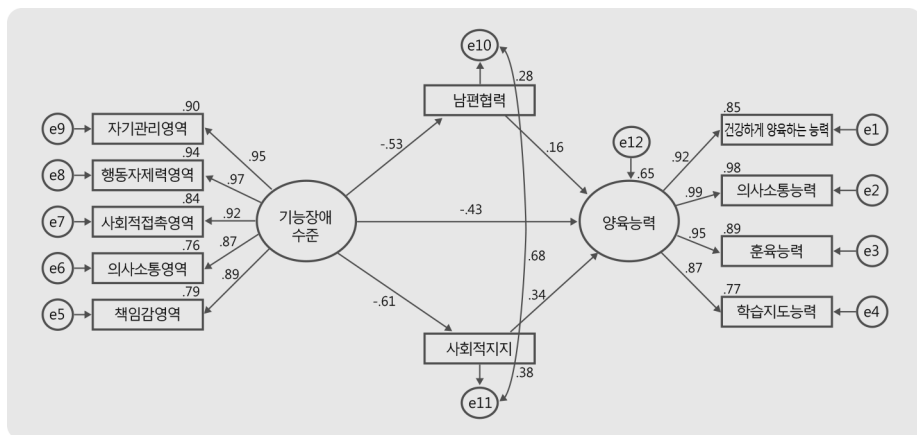 e10
.28
남편협력
.90
e9
자기관리영역
.95
-.53
.16
e12
.85
건강하게 양육하는 능력
e1
.92
.94
e8
행동자제력영역
.97
.65
.98
의사소통능력
e2
.99
.84
e7
사회적접촉영역
.92
기능장애
수준
-.43
양육능력
.95
.89
훈육능력
e3
.76
e6
의사소통영역
.87
.68
.87
.79
e5
책임감영역
.89
-.61
.34
.77
학습지도능력
e4
사회적지지
.38
e11